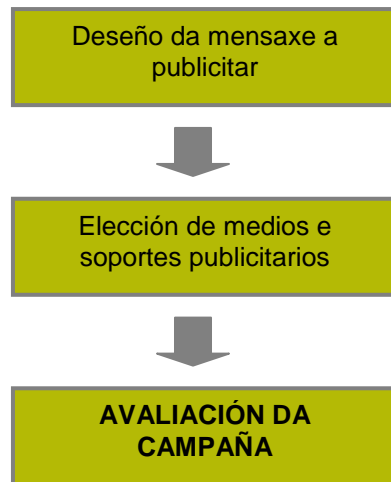 Deseño da mensaxe a
publicitar
Elección de medios e
soportes publicitarios
AVALIACIÓN DA
CAMPAÑA